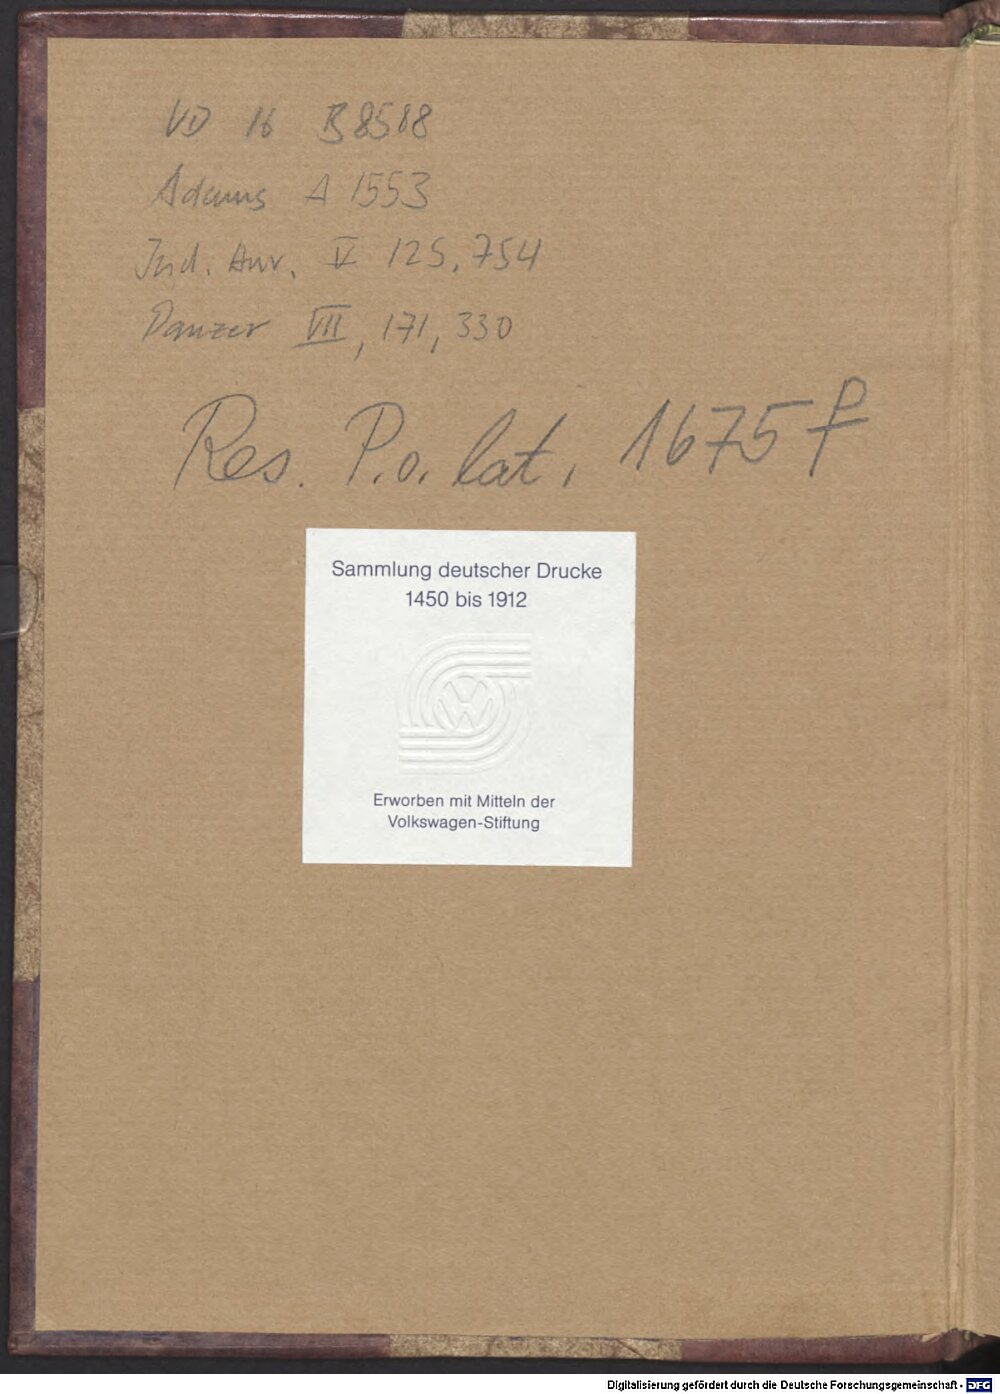 VD 16 B 8518
Adams A 1553
Ind. Aur. V 125, 754
Panzer VII, 171, 330
Res. P.o. lat. 1675 f
Sammlung deutscher Drucke
1450 bis 1912
Erworben mit Mitteln der
Volkswagen-Stiftung
Digitalisierung gefördert durch die Deutsche Forschungsgemeinschaft - DFG